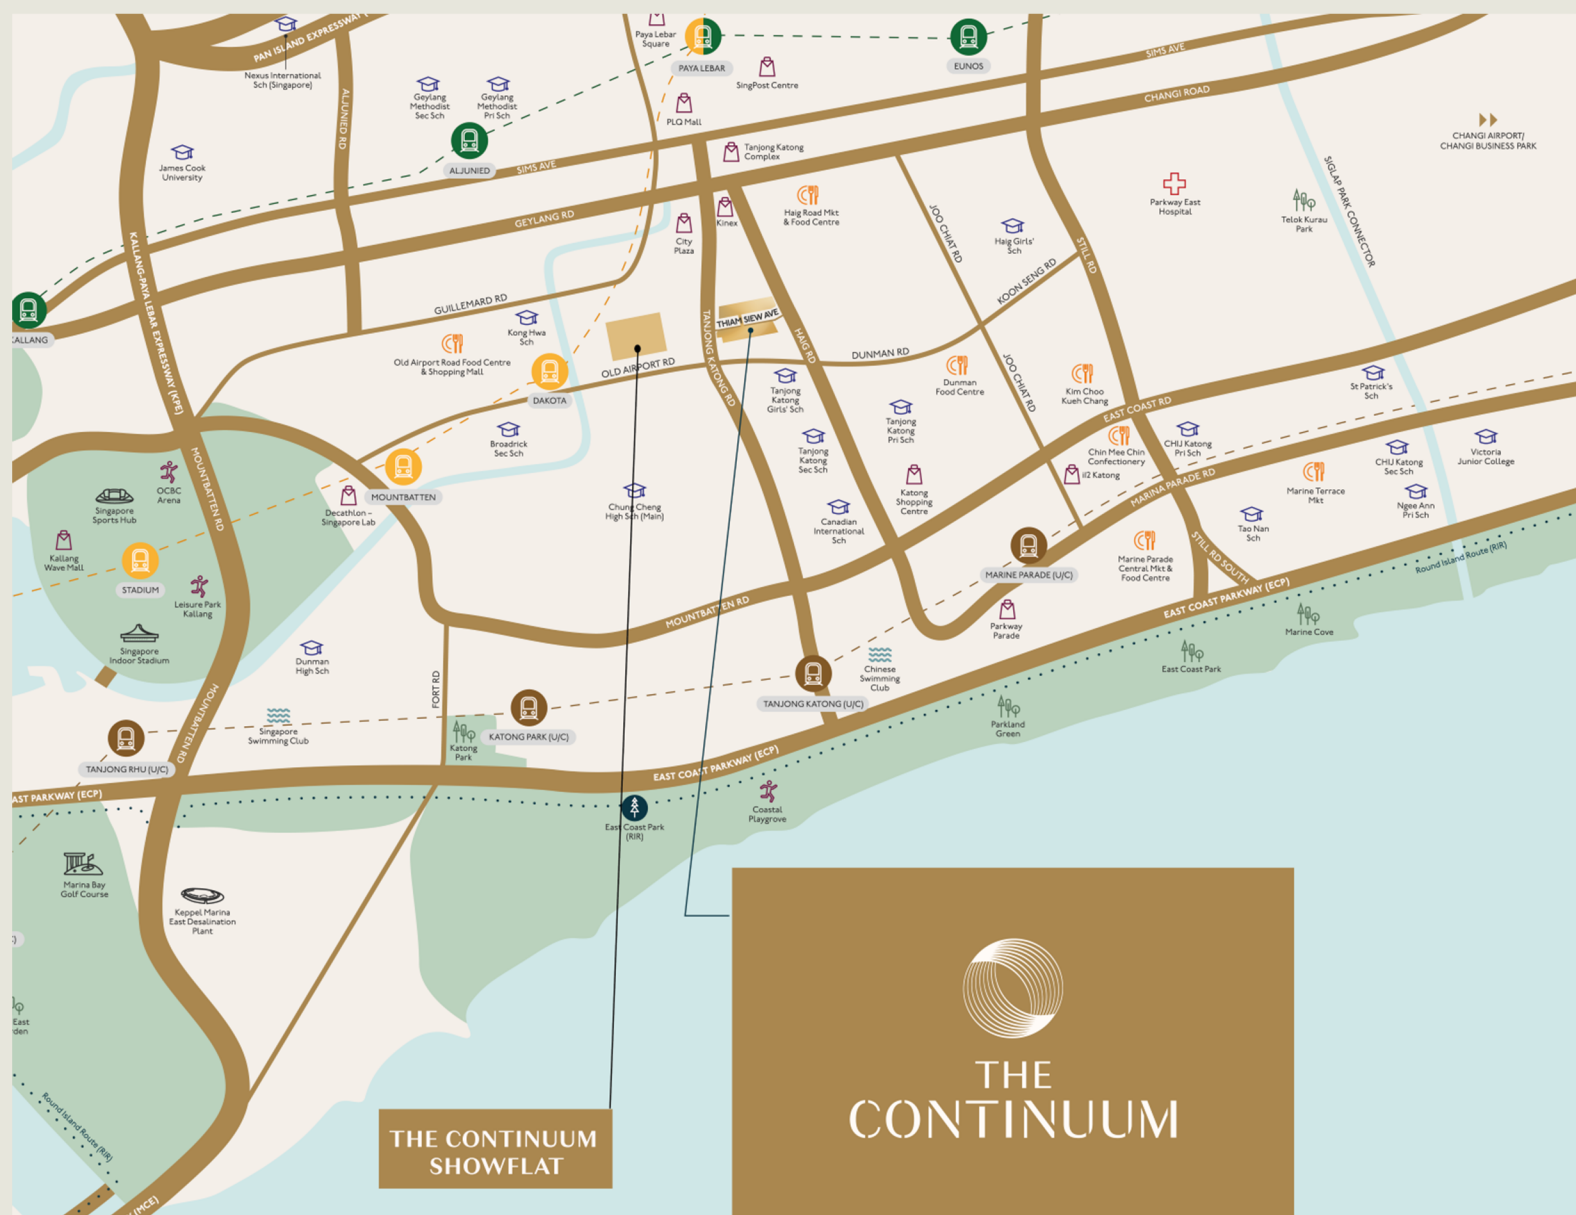 PAN ISLAND EXPRESSWAY (
Nexus International
Sch (Singapore)
Paya Lebar
Square
PAYA LEBAR
EUNOS
SIMS AVE
SingPost Centre
CHANGI ROAD
PLQ Mall
ALJUNIED RD
Geylang
Methodist
Sec Sch
Geylang
Methodist
Pri Sch
James Cook
University
ALJUNIED
SIMS AVE
Tanjong Katong
Complex
CHANGI AIRPORT/
CHANGI BUSINESS PARK
SIGLAP PARK CONNECTOR
Parkway East
Hospital
Telok Kurau
Park
GEYLANG RD
City
Plaza
Kinex
Haig Road Mkt
& Food Centre
JOO CHIAT RD
Haig Girls'
Sch
STILL RD
KOON SENG RD
KALLANG-PAYA LEBAR EXPRESSWAY (KPE)
KALLANG
GUILLEMARD RD
Kong Hwa
Sch
Old Airport Road Food Centre
& Shopping Mall
OLD AIRPORT RD
DAKOTA
TANJONG KATONG RD
THIAM SIEW AVE
HAIG RD
DUNMAN RD
Dunman
Food Centre
JOO CHIAT RD
Kim Choo
Kueh Chang
EAST COAST RD
St Patrick's
Sch
Tanjong
Katong
Girls' Sch
Tanjong
Katong
Pri Sch
Tanjong
Katong
Sec Sch
Broadrick
Sec Sch
MOUNTBATTEN
Decathlon –
Singapore Lab
Chung Cheng
High Sch (Main)
Canadian
International
Sch
Katong
Shopping
Centre
Chin Mee Chin
Confectionery
i12 Katong
CHIJ Katong
Pri Sch
MARINA PARADE RD
Marine Terrace
Mkt
CHIJ Katong
Sec Sch
Victoria
Junior College
Ngee Ann
Pri Sch
Tao Nan
Sch
MOUNTBATTEN RD
OCBC
Arena
Singapore
Sports Hub
Kallang
Wave Mall
STADIUM
Leisure Park
Kallang
Singapore
Indoor Stadium
MARINE PARADE (U/C)
Marine Parade
Central Mkt &
Food Centre
STILL RD SOUTH
Round Island Route (RIR)
EAST COAST PARKWAY (ECP)
MOUNTBATTEN RD
Parkway
Parade
Marine Cove
East Coast Park
Dunman
High Sch
FORT RD
Chinese
Swimming
Club
TANJONG KATONG (U/C)
Parkland
Green
MOUNTBATTEN RD
Singapore
Swimming Club
Katong
Park
KATONG PARK (U/C)
TANJONG RHU (U/C)
EAST COAST PARKWAY (ECP)
AST PARKWAY (ECP)
East Coast Park
(RIR)
Coastal
Playgrove
Marina Bay
Golf Course
Keppel Marina
East Desalination
Plant
East
den
Round Island Route (RIR)
(MCE)
THE CONTINUUM
SHOWFLAT
THE
CONTINUUM